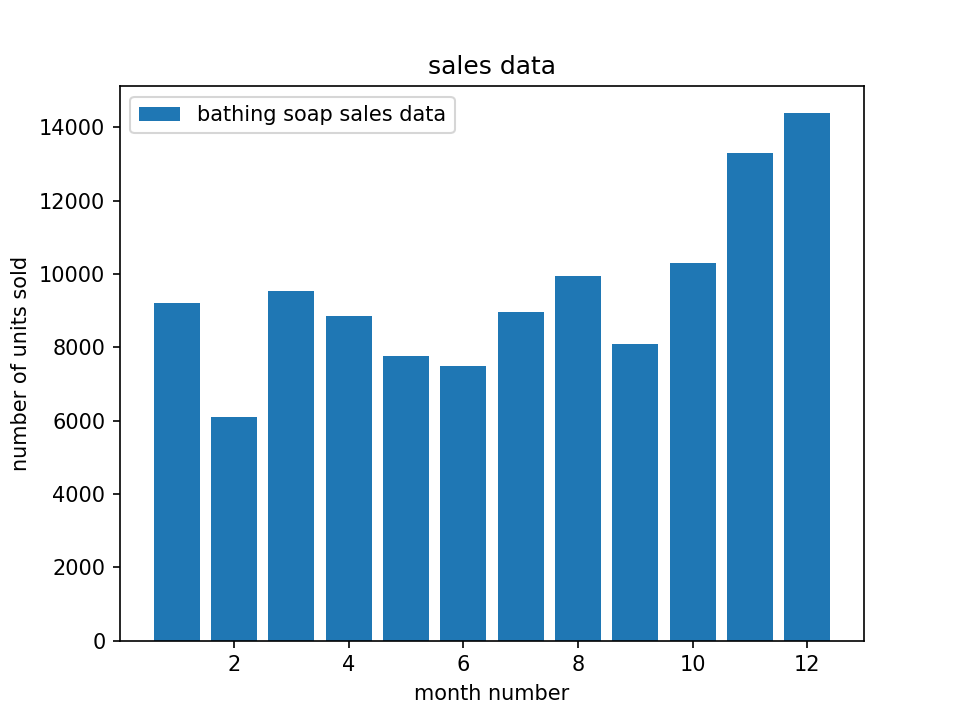 sales data
bathing soap sales data
number of units sold
14000
12000
10000
8000
6000
4000
2000
0
2 4 6 8 10 12
month number